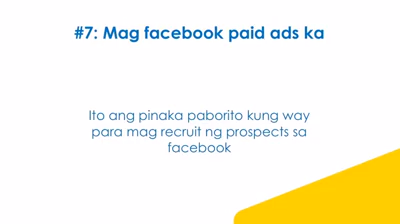 #7: Mag facebook paid ads ka
Ito ang pinaka paborito kung way
para mag recruit ng prospects sa
facebook